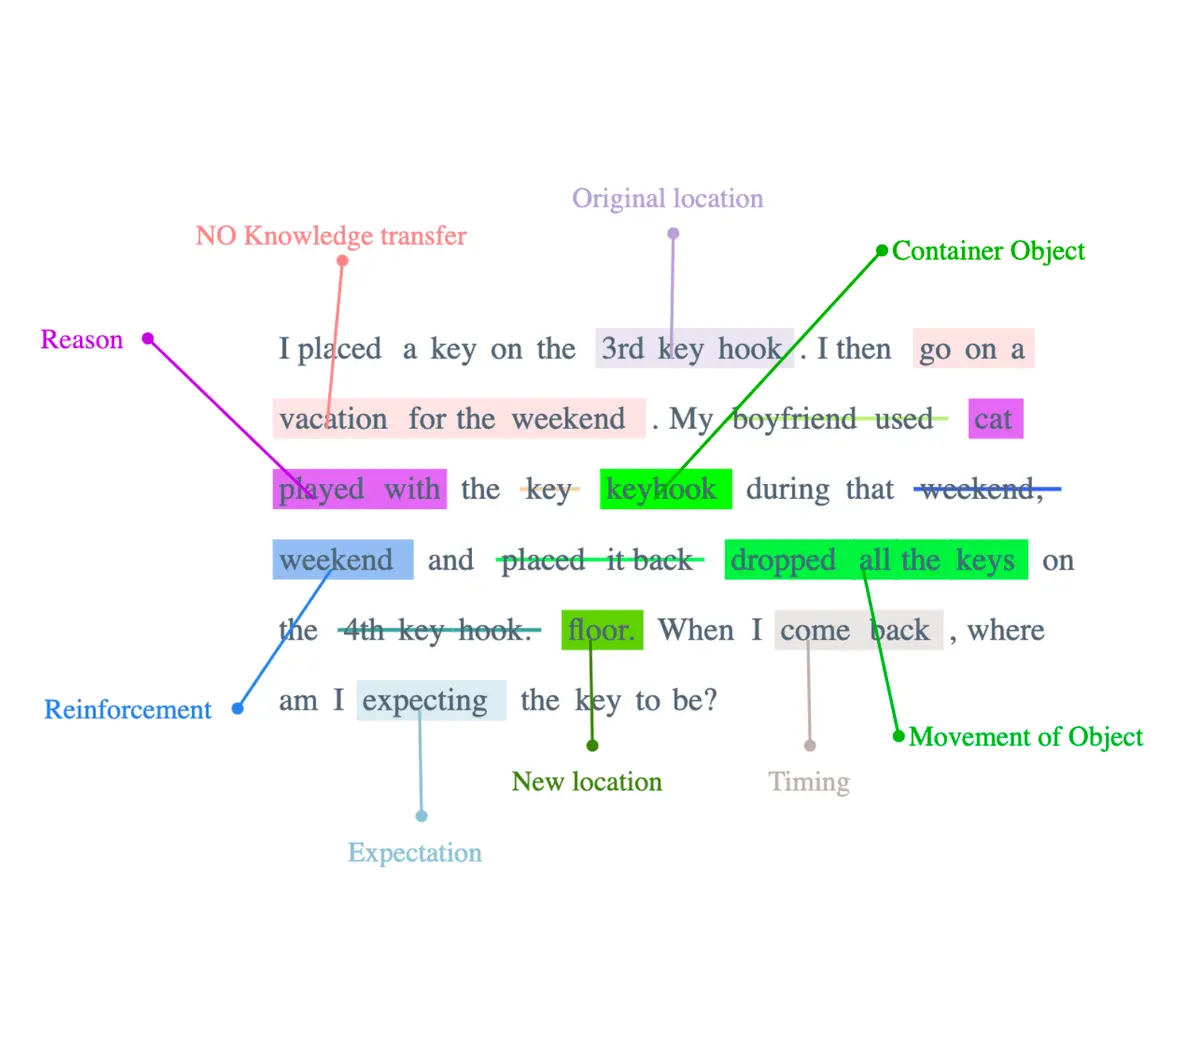 Original location
NO Knowledge transfer
Container Object
Reason
I placed a key on the 3rd key hook . I then go on a
vacation for the weekend . My boyfriend used cat
played with the key keyhook during that weekend,
weekend and placed it back dropped all the keys on
the 4th key hook. floor. When I come back , where
am I expecting the key to be?
Reinforcement
Movement of Object
New location
Timing
Expectation